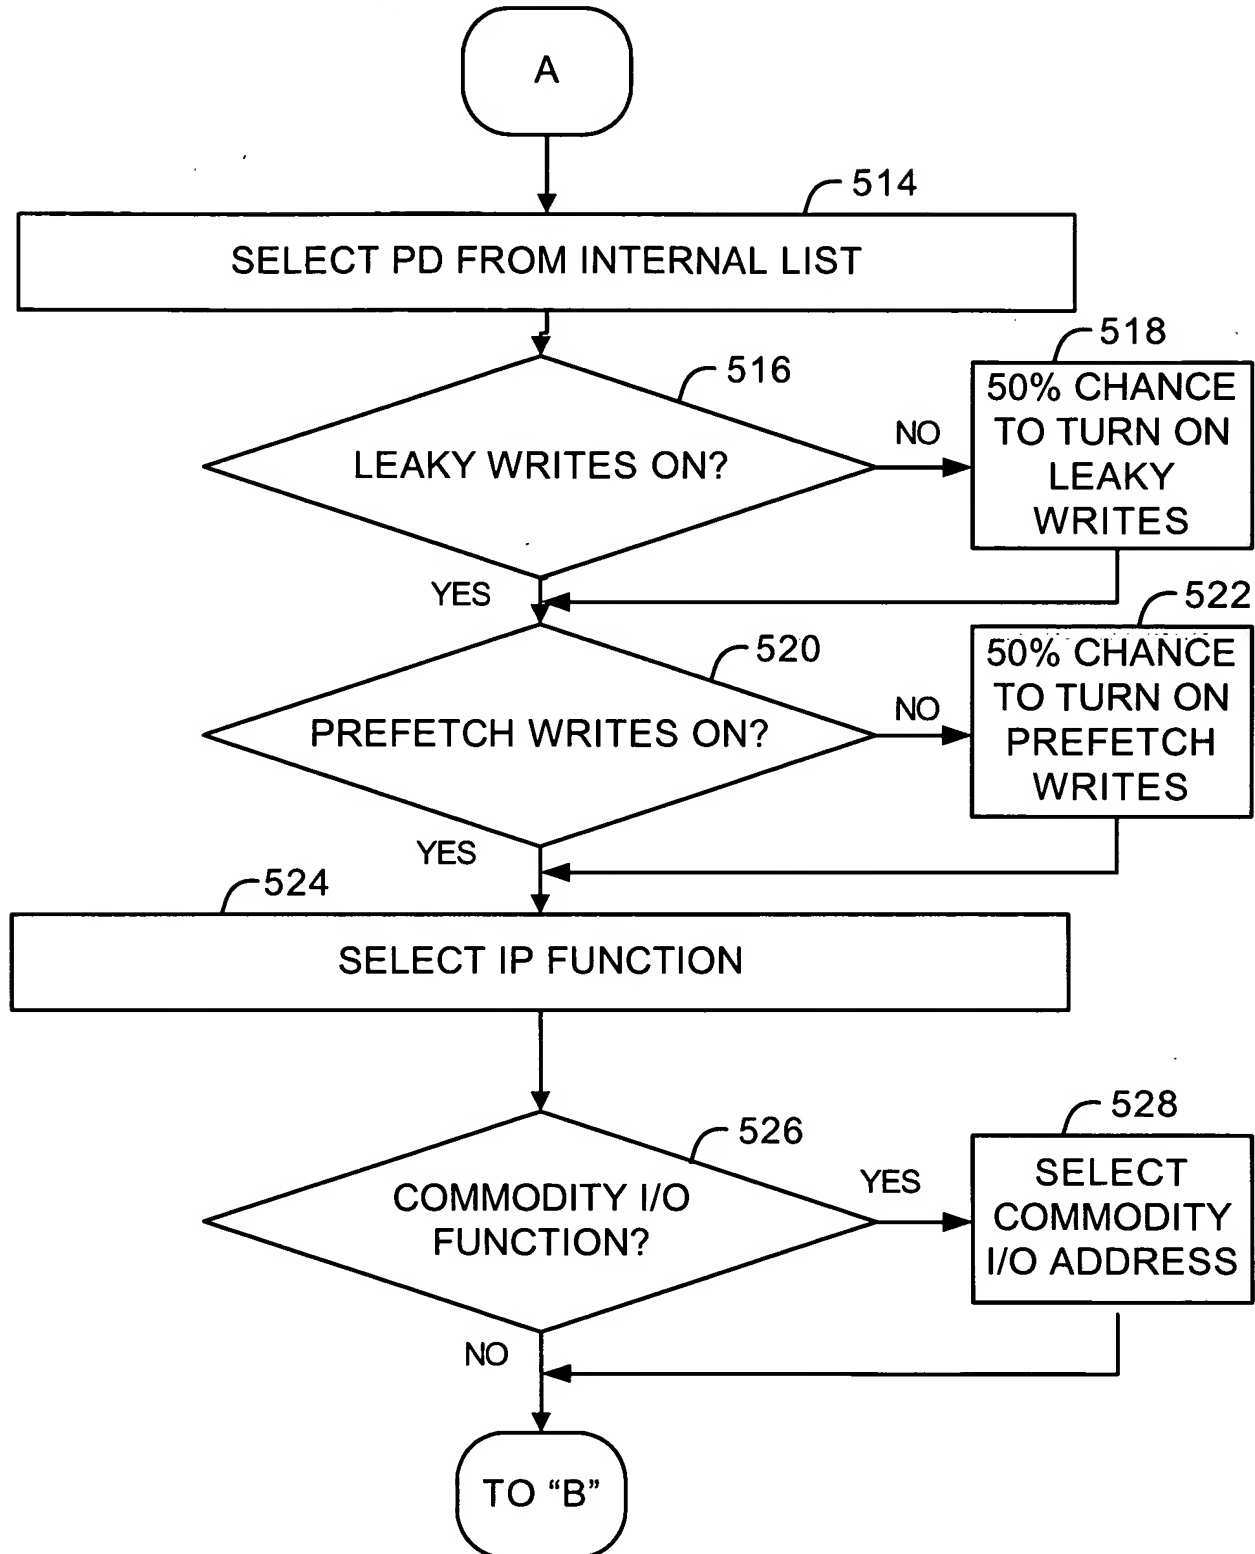 A
514
SELECT PD FROM INTERNAL LIST
516
LEAKY WRITES ON?
NO
518
50% CHANCE
TO TURN ON
LEAKY
WRITES
YES
520
PREFETCH WRITES ON?
NO
522
50% CHANCE
TO TURN ON
PREFETCH
WRITES
YES
524
SELECT IP FUNCTION
526
COMMODITY I/O
FUNCTION?
YES
528
SELECT
COMMODITY
I/O ADDRESS
NO
TO “B”